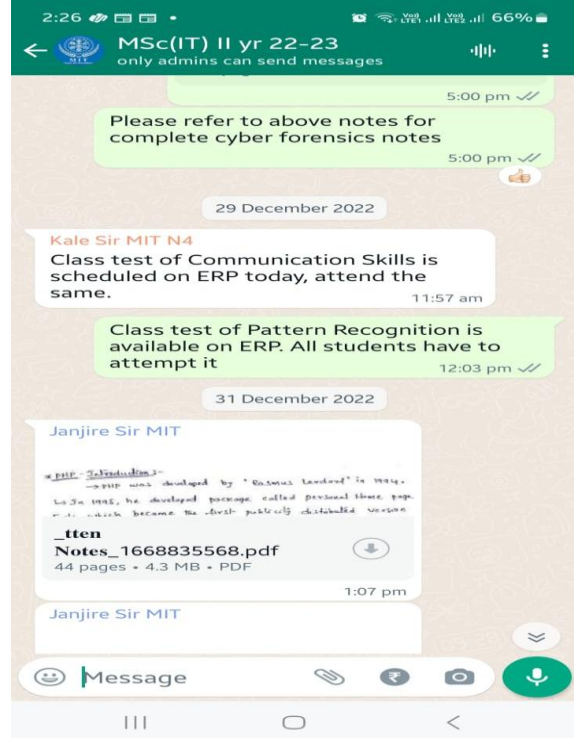 2:26 66%
MSc(IT) II yr 22-23
only admins can send messages
MIT
5:00 pm
Please refer to above notes for
complete cyber forensics notes
5:00 pm
29 December 2022
Kale Sir MIT N4
Class test of Communication Skills is
scheduled on ERP today, attend the
same.
11:57 am
Class test of Pattern Recognition is
available on ERP. All students have to
attempt it
12:03 pm
31 December 2022
Janjire Sir MIT
PHP - Introduction :-
→ PHP was developed by "Rasmus Lerdorf" in 1994.
In 1995, he developed package called personal Home page
which became the first publicly distributed version
_tten
Notes_1668835568.pdf
44 pages • 4.3 MB • PDF
1:07 pm
Janjire Sir MIT
Message